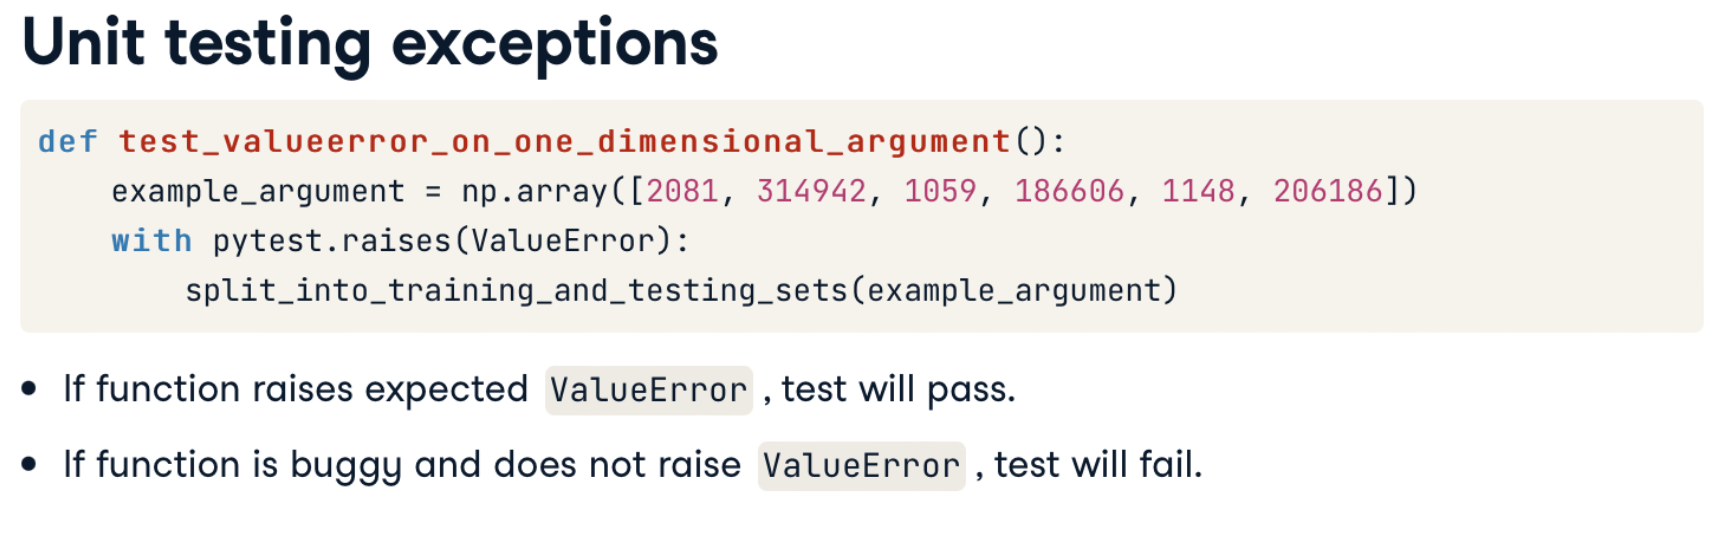 Unit testing exceptions
def test_valueerror_on_one_dimensional_argument():
    example_argument = np.array([2081, 314942, 1059, 186606, 1148, 206186])
    with pytest.raises(ValueError):
        split_into_training_and_testing_sets(example_argument)
• If function raises expected ValueError , test will pass.
• If function is buggy and does not raise ValueError , test will fail.